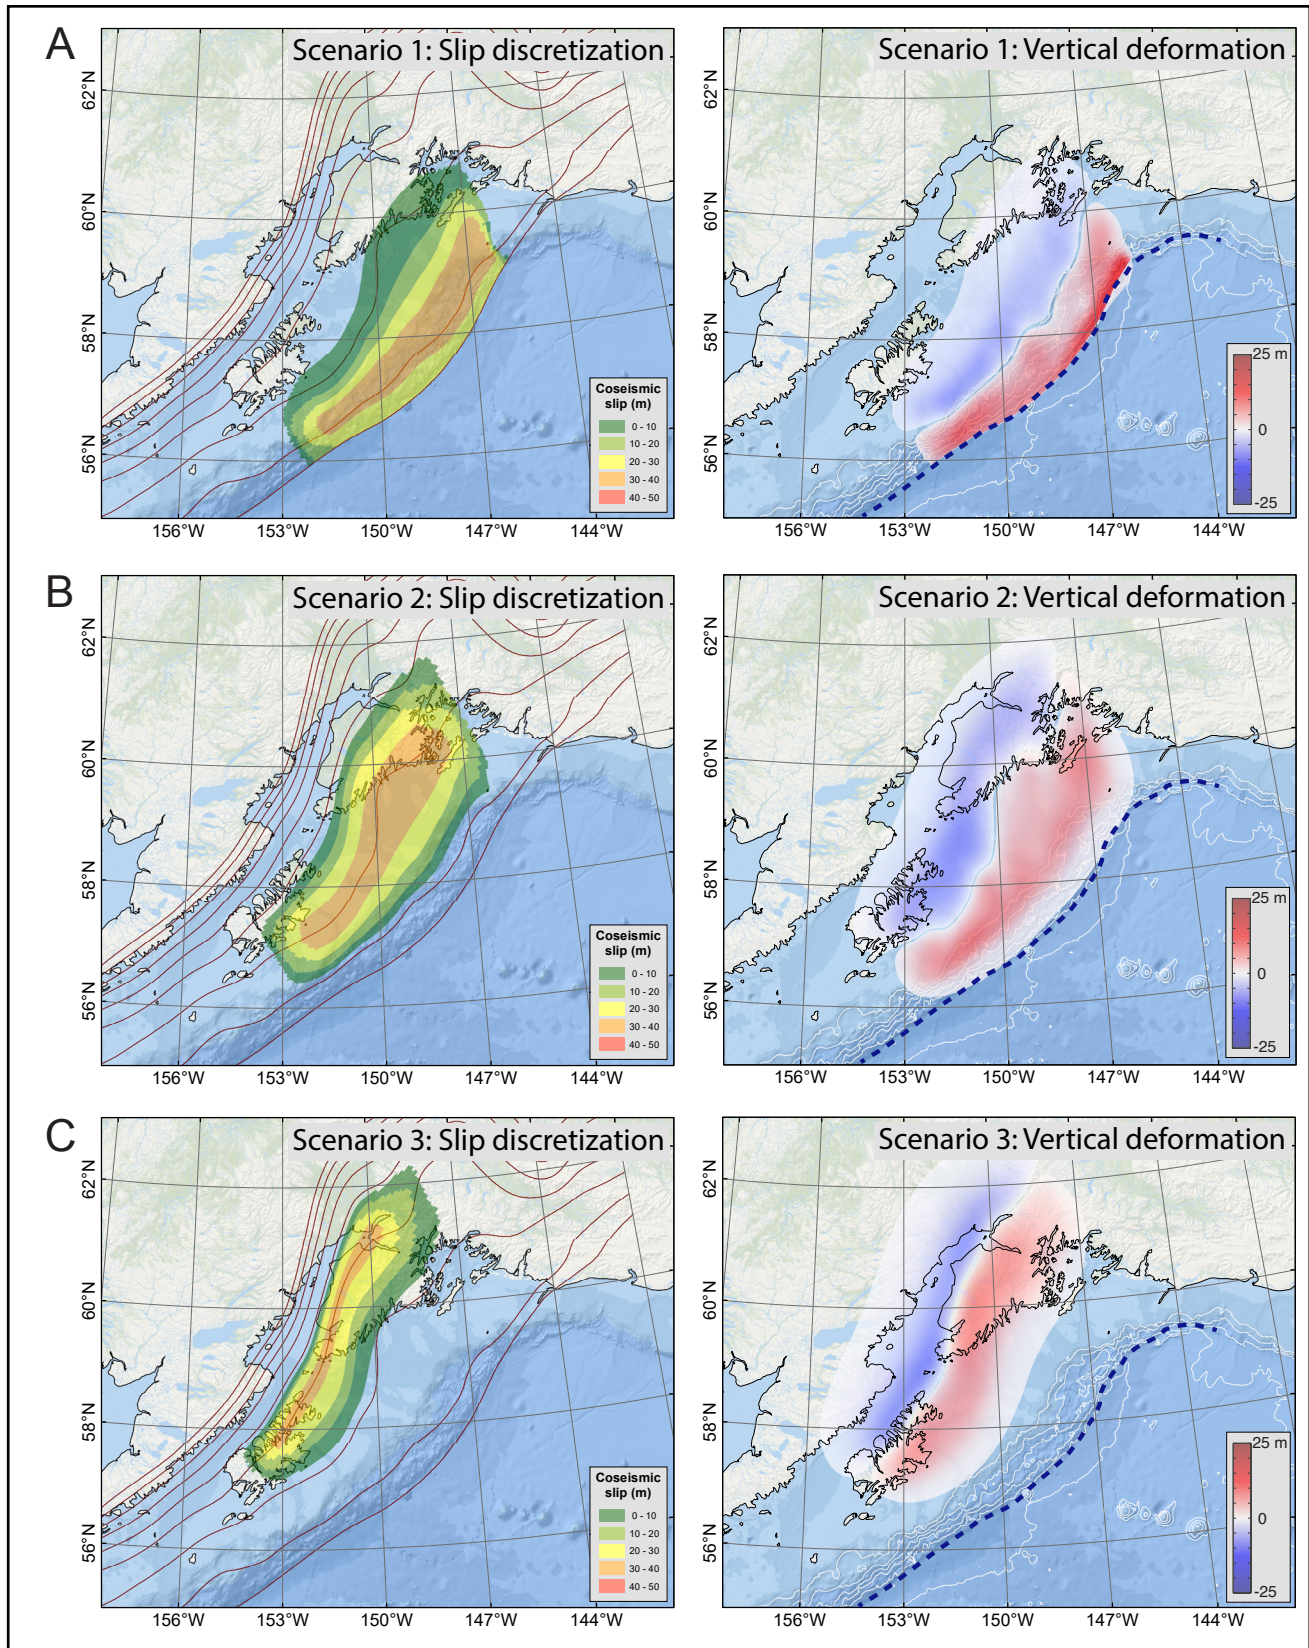 A
Scenario 1: Slip discretization
Scenario 1: Vertical deformation
62°N
60°N
58°N
56°N
62°N
60°N
58°N
56°N
Coseismic
slip (m)
0 - 10
10 - 20
20 - 30
30 - 40
40 - 50
25 m
0
-25
156°W
153°W
150°W
147°W
144°W
156°W
153°W
150°W
147°W
144°W
B
Scenario 2: Slip discretization
Scenario 2: Vertical deformation
62°N
60°N
58°N
56°N
62°N
60°N
58°N
56°N
Coseismic
slip (m)
0 - 10
10 - 20
20 - 30
30 - 40
40 - 50
25 m
0
-25
156°W
153°W
150°W
147°W
144°W
156°W
153°W
150°W
147°W
144°W
C
Scenario 3: Slip discretization
Scenario 3: Vertical deformation
62°N
60°N
58°N
56°N
62°N
60°N
58°N
56°N
Coseismic
slip (m)
0 - 10
10 - 20
20 - 30
30 - 40
40 - 50
25 m
0
-25
156°W
153°W
150°W
147°W
144°W
156°W
153°W
150°W
147°W
144°W